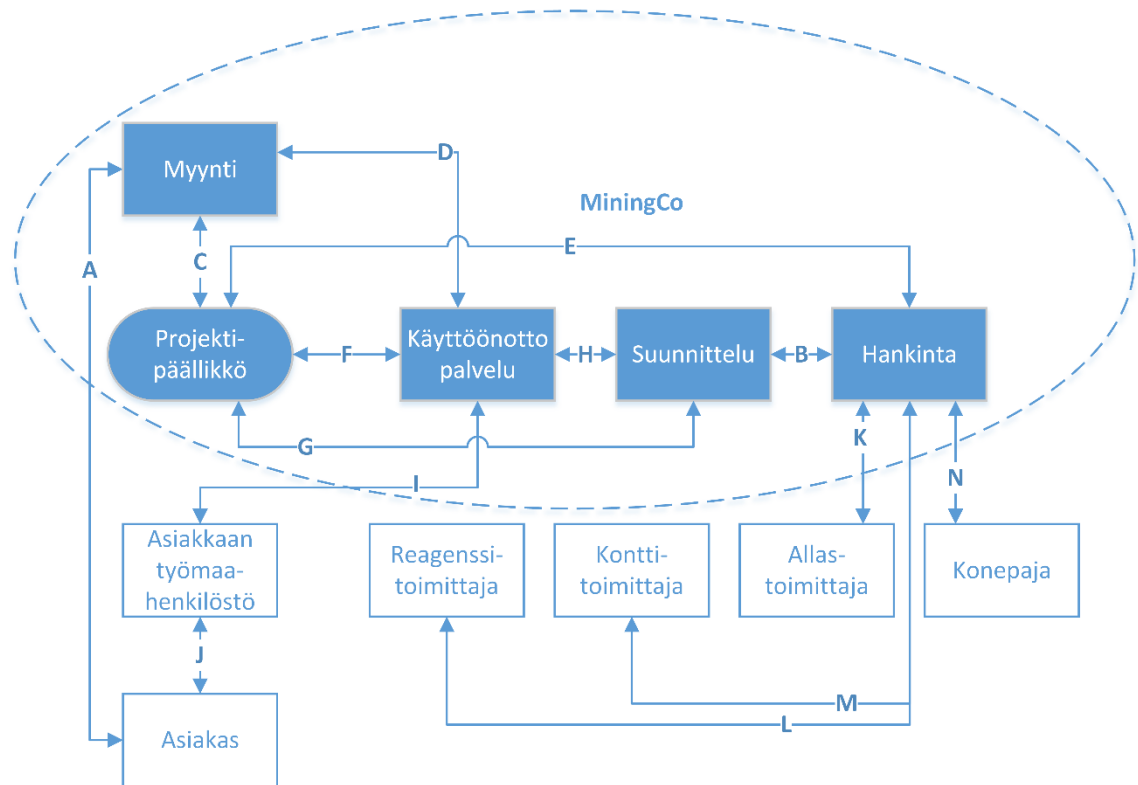 Myynti
D
MiningCo
A
C
E
Projekti-
päällikkö
F
Käyttöönotto
palvelu
H
Suunnittelu
B
Hankinta
G
K
I
N
Asiakkaan
työmaa-
henkilöstö
Reagenssi-
toimittaja
Kontti-
toimittaja
Allas-
toimittaja
Konepaja
J
M
L
Asiakas